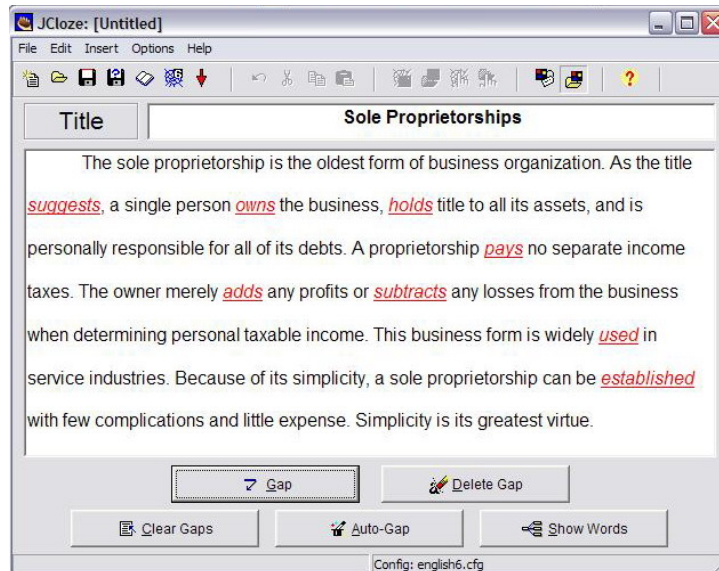 JCloze: [Untitled]
File Edit Insert Options Help
Title
Sole Proprietorships
The sole proprietorship is the oldest form of business organization. As the title
suggests, a single person owns the business, holds title to all its assets, and is
personally responsible for all of its debts. A proprietorship pays no separate income
taxes. The owner merely adds any profits or subtracts any losses from the business
when determining personal taxable income. This business form is widely used in
service industries. Because of its simplicity, a sole proprietorship can be established
with few complications and little expense. Simplicity is its greatest virtue.
Gap Delete Gap
Clear Gaps Auto-Gap Show Words
Config: english6.cfg